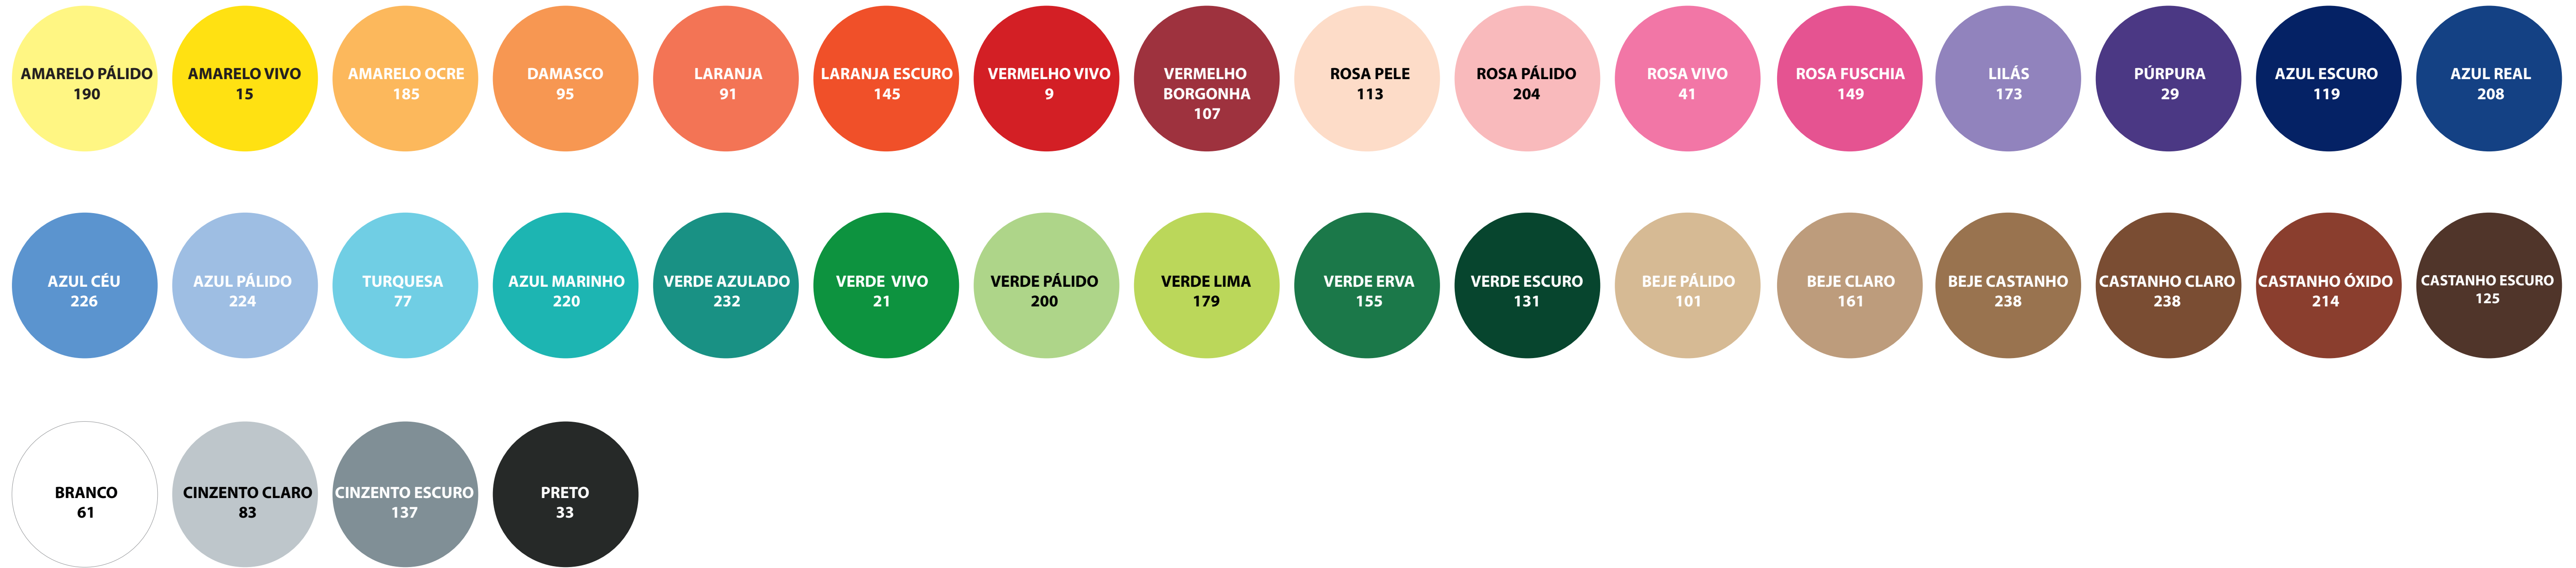 AMARELO PÁLIDO
190
AMARELO VIVO
15
AMARELO OCRE
185
DAMASCO
95
LARANJA
91
LARANJA ESCURO
145
VERMELHO VIVO
9
VERMELHO
BORGONHA
107
ROSA PELE
113
ROSA PÁLIDO
204
ROSA VIVO
41
ROSA FUSCHIA
149
LILÁS
173
PÚRPURA
29
AZUL ESCURO
119
AZUL REAL
208
AZUL CÉU
226
AZUL PÁLIDO
224
TURQUESA
77
AZUL MARINHO
220
VERDE AZULADO
232
VERDE VIVO
21
VERDE PÁLIDO
200
VERDE LIMA
179
VERDE ERVA
155
VERDE ESCURO
131
BEJE PÁLIDO
101
BEJE CLARO
161
BEJE CASTANHO
238
CASTANHO CLARO
238
CASTANHO ÓXIDO
214
CASTANHO ESCURO
125
BRANCO
61
CINZENTO CLARO
83
CINZENTO ESCURO
137
PRETO
33